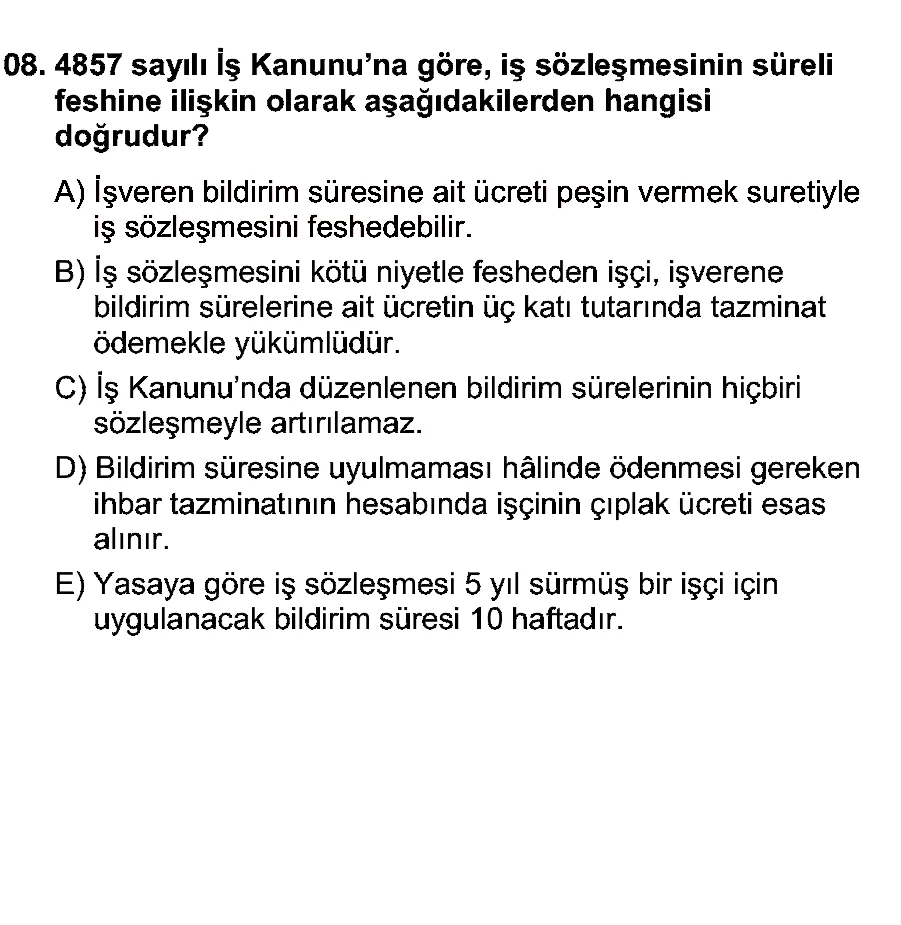 08. 4857 sayılı İş Kanunu’na göre, iş sözleşmesinin süreli
feshine ilişkin olarak aşağıdakilerden hangisi
doğrudur?
A) İşveren bildirim süresine ait ücreti peşin vermek suretiyle
iş sözleşmesini feshedebilir.
B) İş sözleşmesini kötü niyetle fesheden işçi, işverene
bildirim sürelerine ait ücretin üç katı tutarında tazminat
ödemekle yükümlüdür.
C) İş Kanunu’nda düzenlenen bildirim sürelerinin hiçbiri
sözleşmeyle artırılamaz.
D) Bildirim süresine uyulmaması hâlinde ödenmesi gereken
ihbar tazminatının hesabında işçinin çıplak ücreti esas
alınır.
E) Yasaya göre iş sözleşmesi 5 yıl sürmüş bir işçi için
uygulanacak bildirim süresi 10 haftadır.